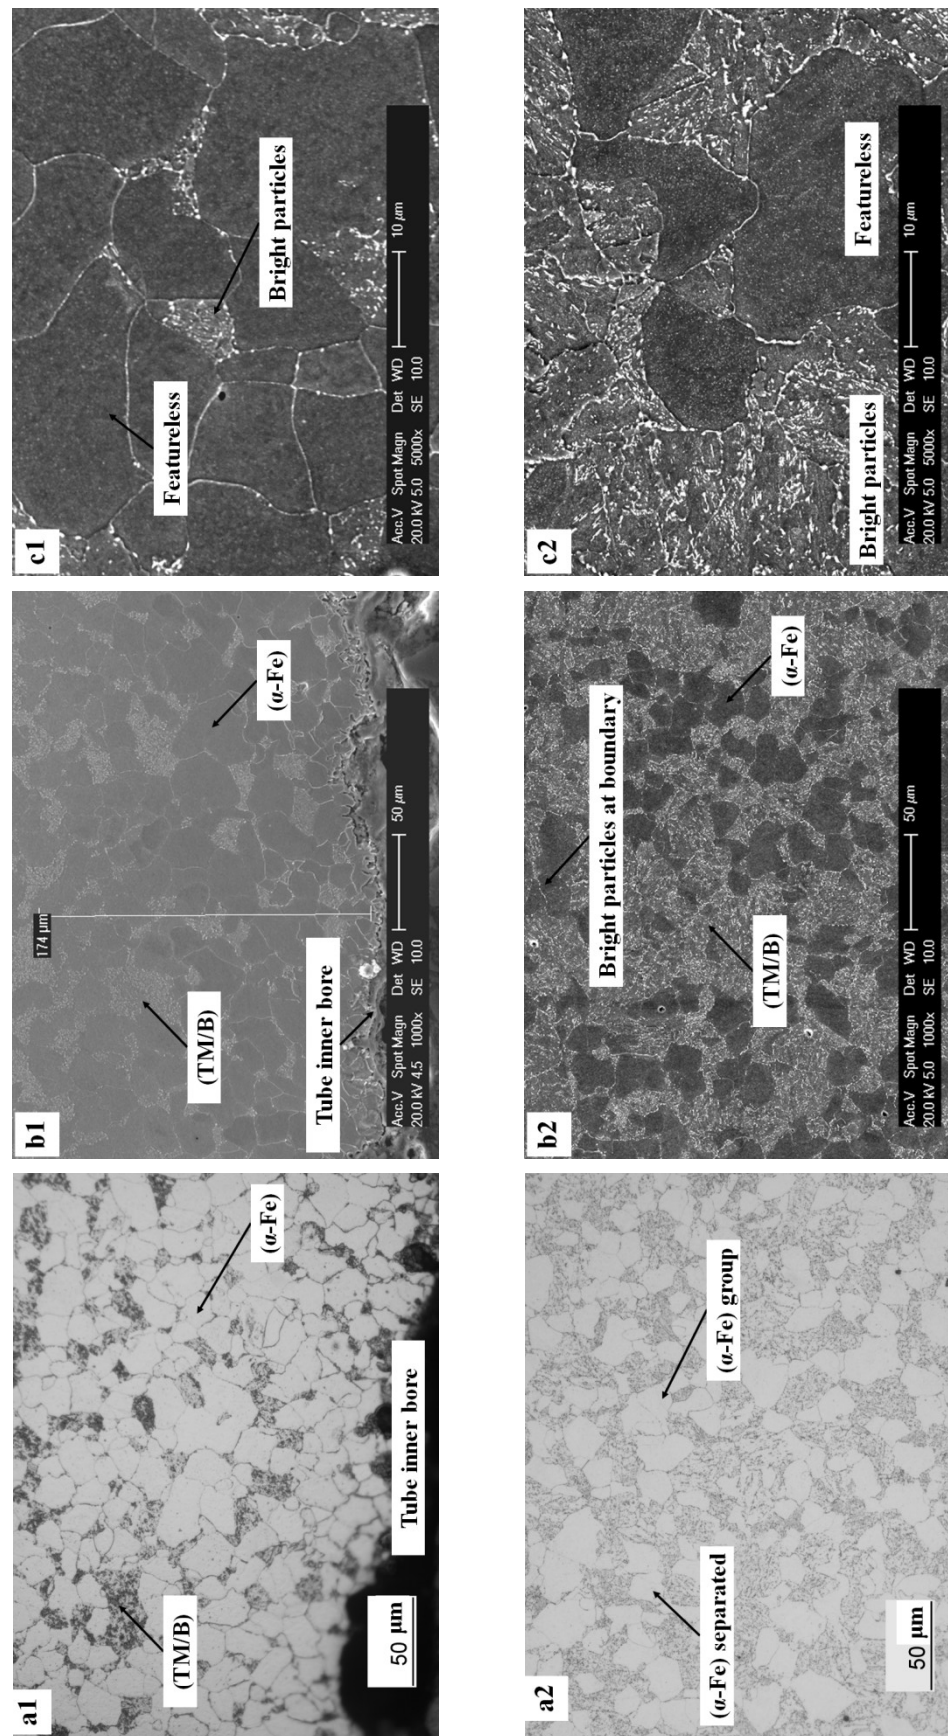 a1
(TM/B)
(α-Fe)
Tube inner bore
50 μm
b1
174 μm
(TM/B)
(α-Fe)
Tube inner bore
Acc.V Spot Magn Det WD
20.0 kV 4.5 1000x SE 10.0
50 μm
c1
Featureless
Bright particles
Acc.V Spot Magn Det WD
20.0 kV 5.0 5000x SE 10.0
10 μm
a2
(α-Fe) separated
(α-Fe) group
50 μm
b2
Bright particles at boundary
(TM/B)
(α-Fe)
Acc.V Spot Magn Det WD
20.0 kV 5.0 1000x SE 10.0
50 μm
c2
Bright particles
Featureless
Acc.V Spot Magn Det WD
20.0 kV 5.0 5000x SE 10.0
10 μm